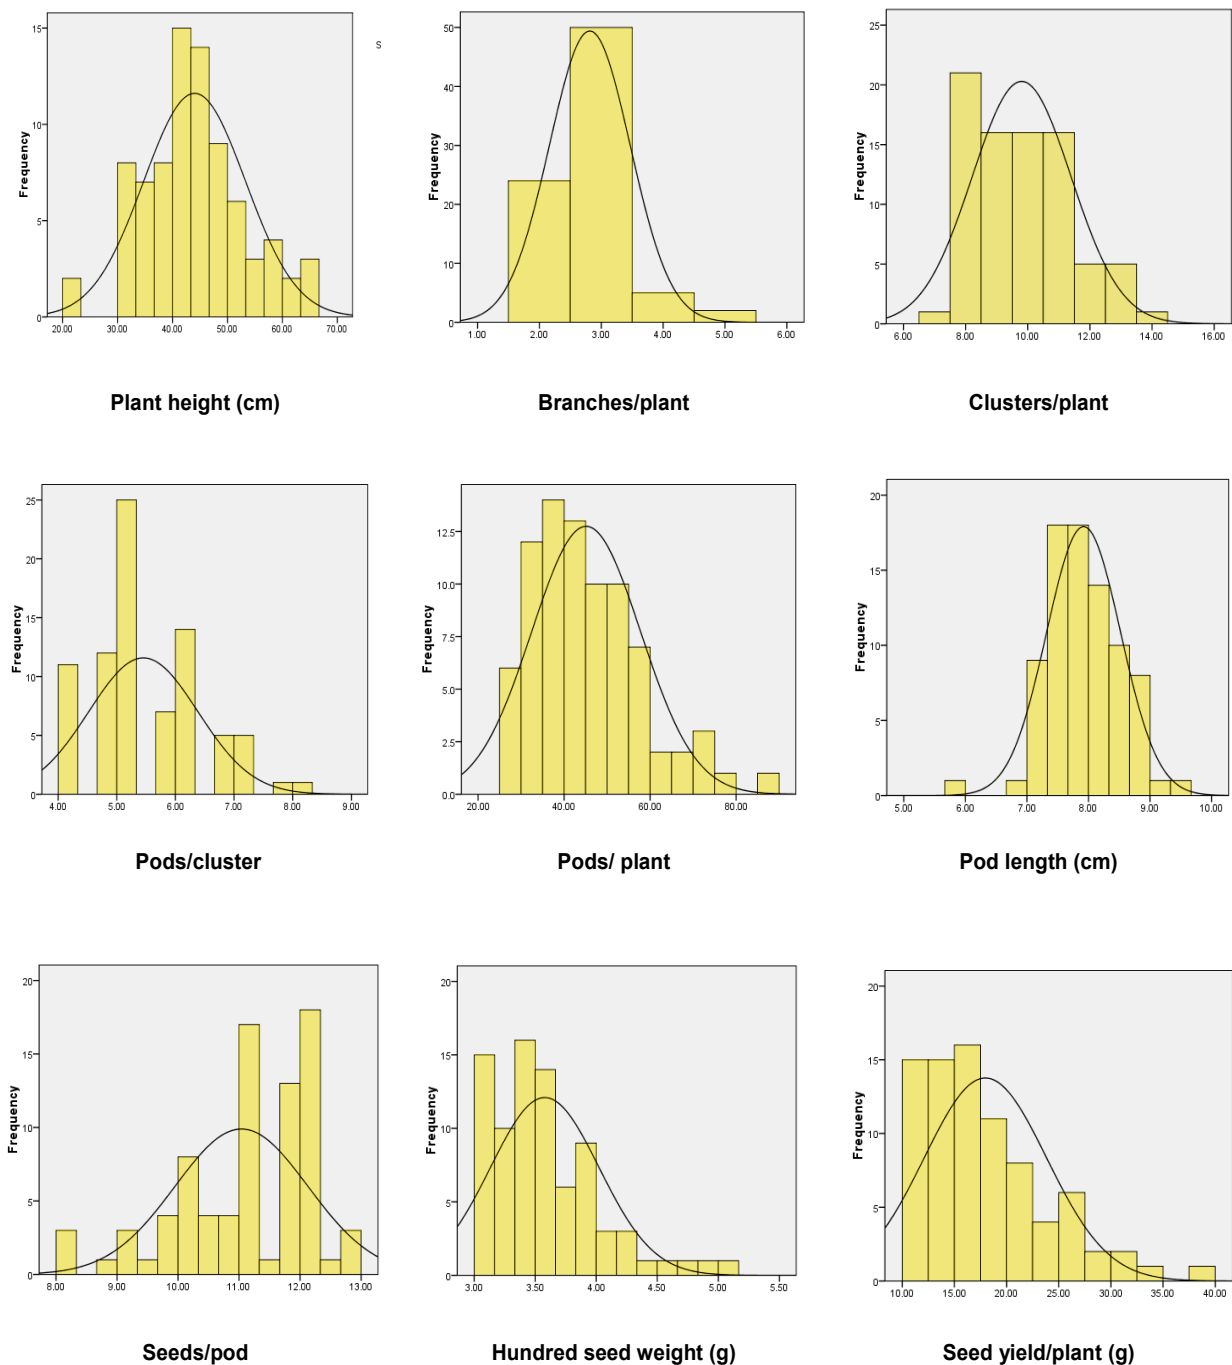 15
10
5
0
Frequency
20.00 30.00 40.00 50.00 60.00 70.00
Plant height (cm)
S
50
40
30
20
10
0
Frequency
1.00 2.00 3.00 4.00 5.00 6.00
Branches/plant
25
20
15
10
5
0
Frequency
6.00 8.00 10.00 12.00 14.00 16.00
Clusters/plant
25
20
15
10
5
0
Frequency
4.00 5.00 6.00 7.00 8.00 9.00
Pods/cluster
12.5
10.0
7.5
5.0
2.5
0.0
Frequency
20.00 40.00 60.00 80.00
Pods/ plant
20
15
10
5
0
Frequency
5.00 6.00 7.00 8.00 9.00 10.00
Pod length (cm)
20
15
10
5
0
Frequency
8.00 9.00 10.00 11.00 12.00 13.00
Seeds/pod
20
15
10
5
0
Frequency
3.00 3.50 4.00 4.50 5.00 5.50
Hundred seed weight (g)
20
15
10
5
0
Frequency
10.00 15.00 20.00 25.00 30.00 35.00 40.00
Seed yield/plant (g)